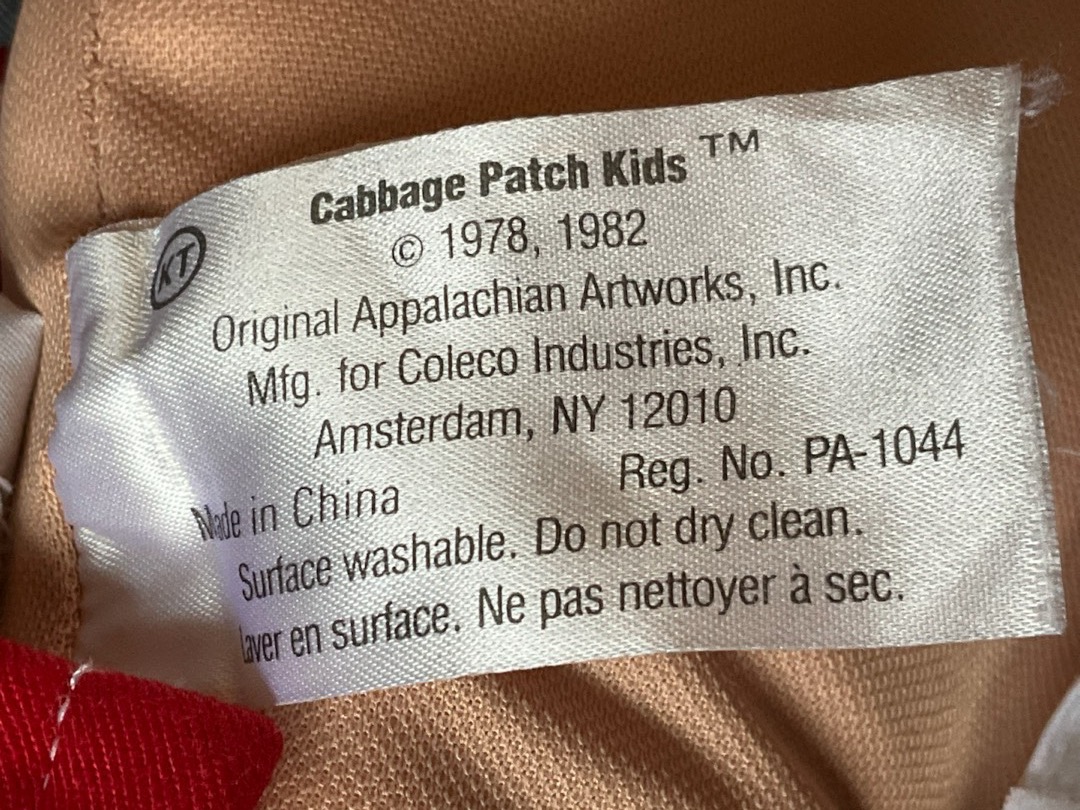 Cabbage Patch Kids ™
© 1978, 1982
KT
Original Appalachian Artworks, Inc.
Mfg. for Coleco Industries, Inc.
Amsterdam, NY 12010
Reg. No. PA-1044
Made in China
Surface washable. Do not dry clean.
laver en surface. Ne pas nettoyer à sec.